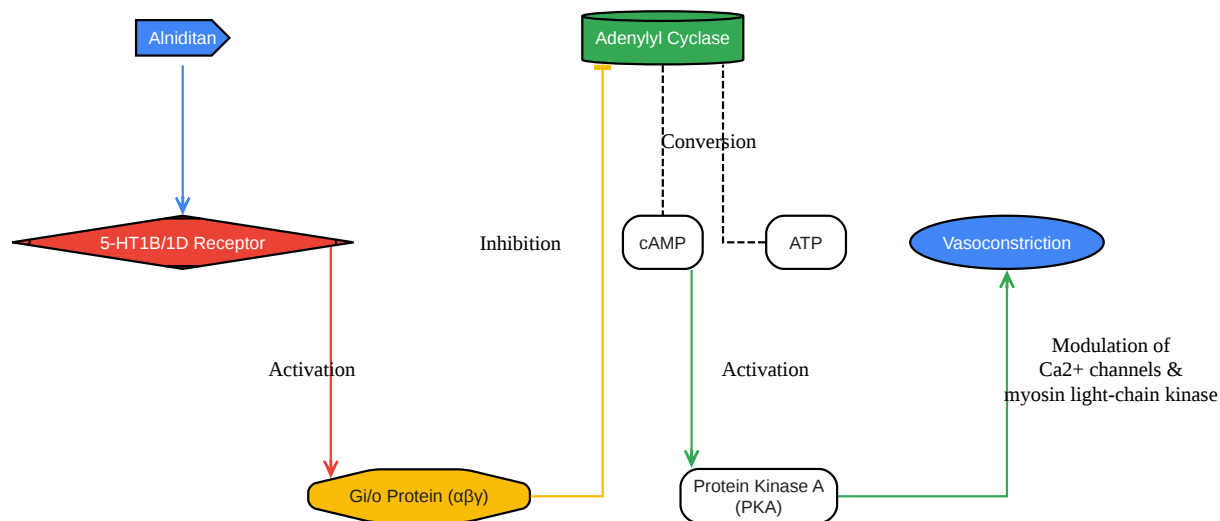 Alniditan
Adenylyl Cyclase
Conversion
5-HT1B/1D Receptor
Inhibition
cAMP
ATP
Vasoconstriction
Activation
Activation
Modulation of
Ca2+ channels &
myosin light-chain kinase
Gi/o Protein (αβγ)
Protein Kinase A
(PKA)